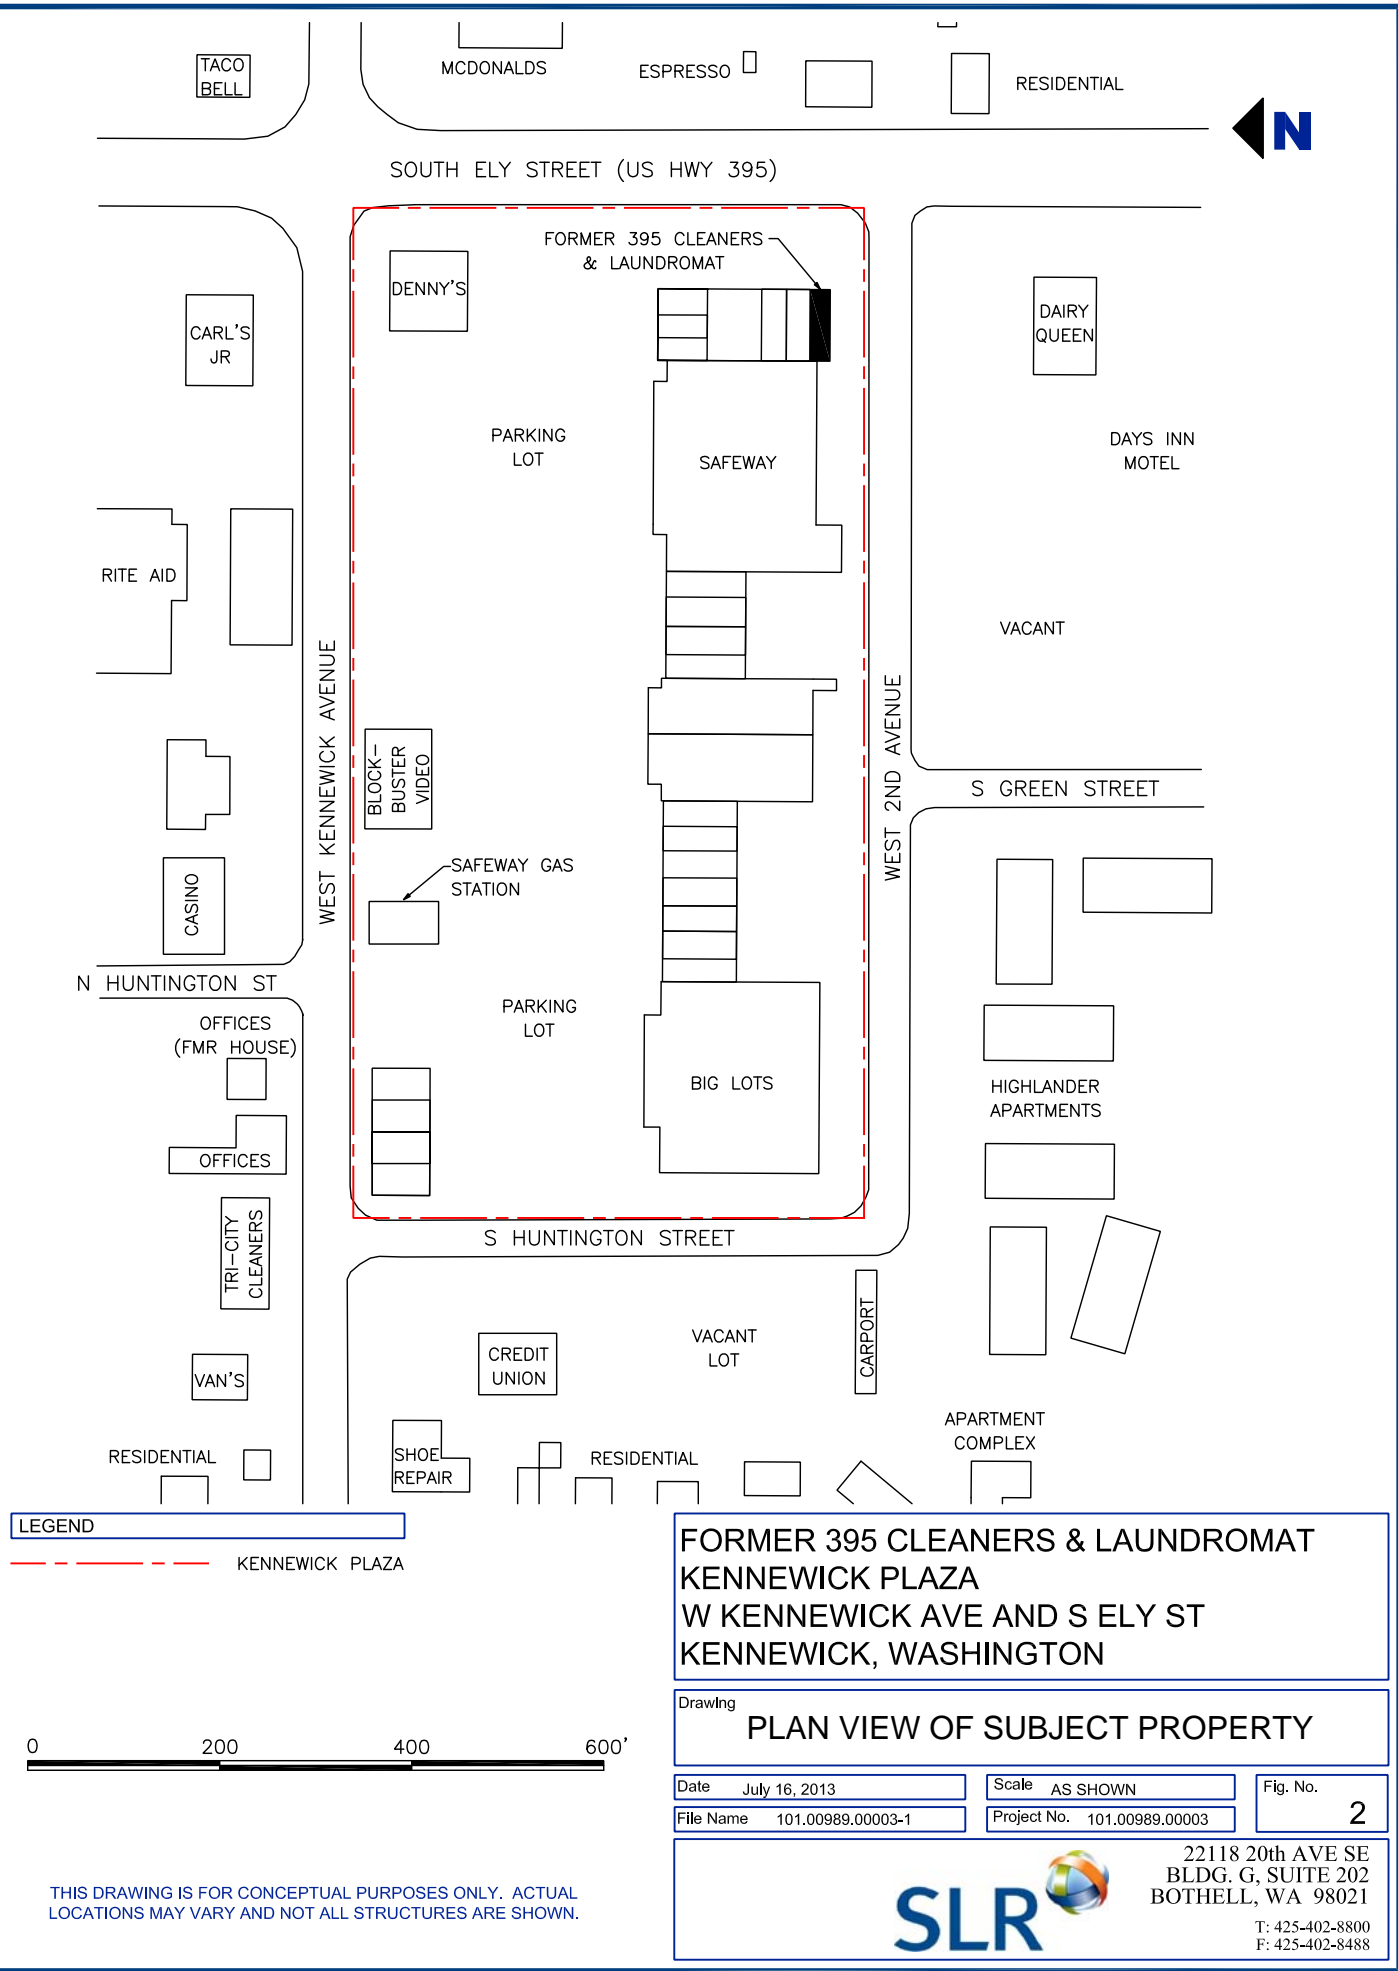 TACO
BELL
MCDONALDS
ESPRESSO
RESIDENTIAL
N
SOUTH ELY STREET (US HWY 395)
FORMER 395 CLEANERS
& LAUNDROMAT
DENNY'S
CARL'S
JR
DAIRY
QUEEN
PARKING
LOT
SAFEWAY
DAYS INN
MOTEL
RITE AID
VACANT
WEST KENNEWICK AVENUE
BLOCK-
BUSTER
VIDEO
WEST 2ND AVENUE
S GREEN STREET
SAFEWAY GAS
STATION
CASINO
N HUNTINGTON ST
PARKING
LOT
OFFICES
(FMR HOUSE)
BIG LOTS
HIGHLANDER
APARTMENTS
OFFICES
TRI-CITY
CLEANERS
S HUNTINGTON STREET
CREDIT
UNION
VACANT
LOT
CARPORT
VAN'S
APARTMENT
COMPLEX
RESIDENTIAL
SHOE
REPAIR
RESIDENTIAL
LEGEND
KENNEWICK PLAZA
FORMER 395 CLEANERS & LAUNDROMAT
KENNEWICK PLAZA
W KENNEWICK AVE AND S ELY ST
KENNEWICK, WASHINGTON
Drawing
PLAN VIEW OF SUBJECT PROPERTY
0 200 400 600'
Date July 16, 2013
Scale AS SHOWN
Fig. No.
2
File Name 101.00989.00003-1
Project No. 101.00989.00003
THIS DRAWING IS FOR CONCEPTUAL PURPOSES ONLY. ACTUAL
LOCATIONS MAY VARY AND NOT ALL STRUCTURES ARE SHOWN.
SLR
22118 20th AVE SE
BLDG. G, SUITE 202
BOTHELL, WA 98021
T: 425-402-8800
F: 425-402-8488